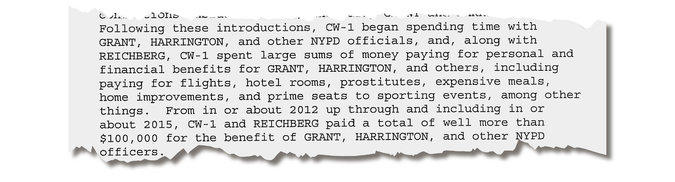 Following these introductions, CW-1 began spending time with
GRANT, HARRINGTON, and other NYPD officials, and, along with
REICHBERG, CW-1 spent large sums of money paying for personal and
financial benefits for GRANT, HARRINGTON, and others, including
paying for flights, hotel rooms, prostitutes, expensive meals,
home improvements, and prime seats to sporting events, among other
things.  From in or about 2012 up through and including in or
about 2015, CW-1 and REICHBERG paid a total of well more than
$100,000 for the benefit of GRANT, HARRINGTON, and other NYPD
officers.